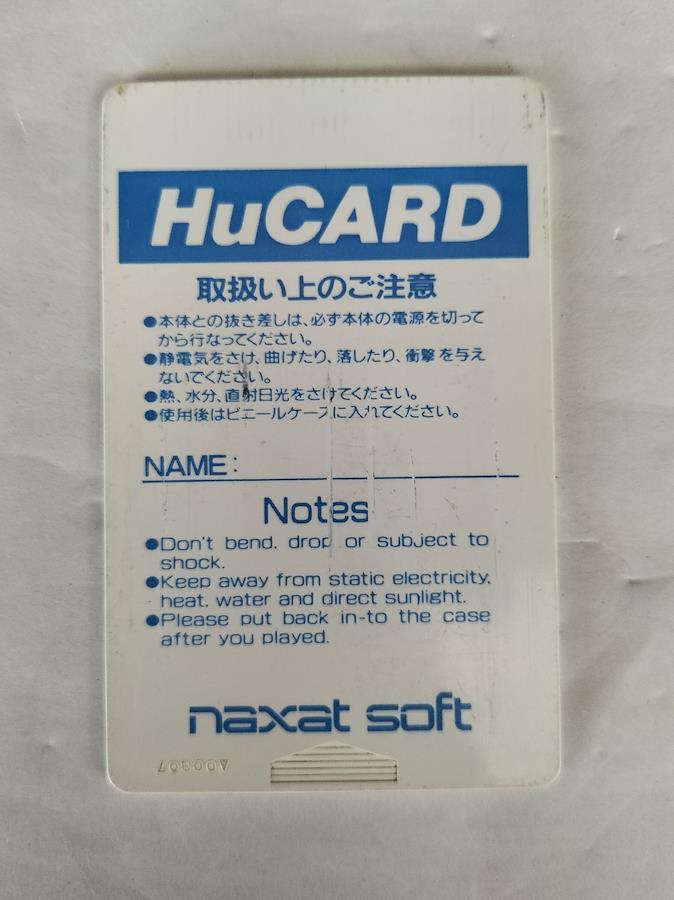 HuCARD
取扱い上のご注意
●本体との抜き差しは、必ず本体の電源を切って
から行なってください。
●静電気をさけ、曲げたり、落したり、衝撃を与え
ないでください。
●熱、水分、直射日光をさけてください。
●使用後はビニールケースに入れてください。
NAME:
Notes
●Don't bend, drop or subject to
shock.
●Keep away from static electricity,
heat, water and direct sunlight.
●Please put back in-to the case
after you played.
naxat soft